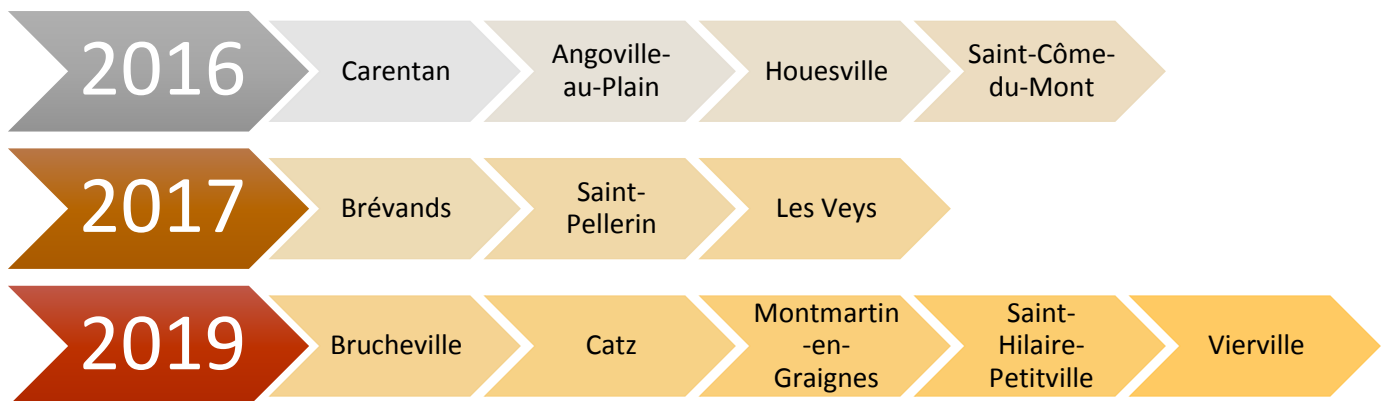 2016
Carentan
Angoville-
au-Plain
Houesville
Saint-Côme-
du-Mont
2017
Brévands
Saint-
Pellerin
Les Veys
2019
Brucheville
Catz
Montmartin
-en-
Graignes
Saint-
Hilaire-
Petitville
Vierville